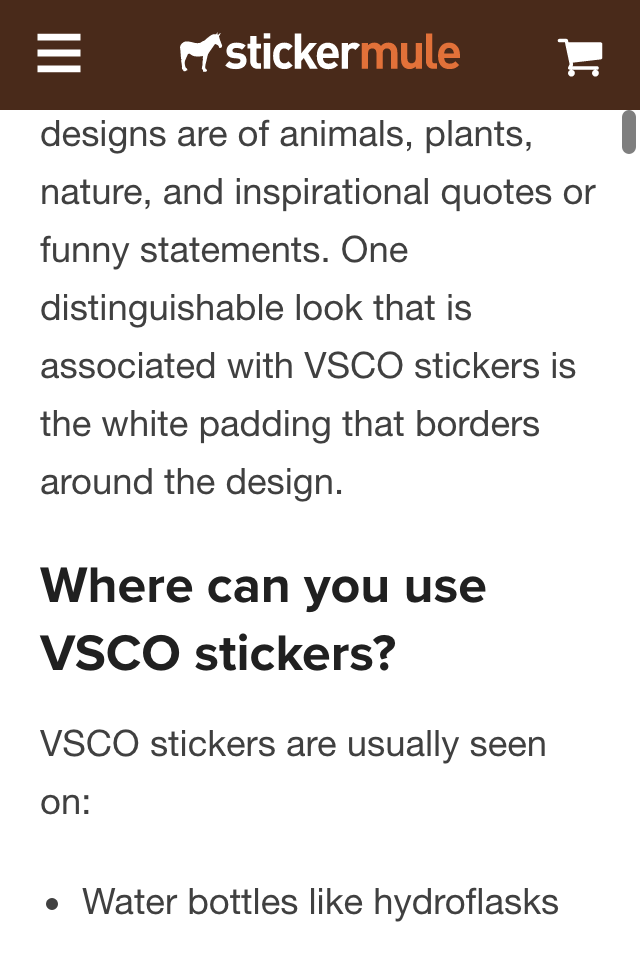 stickermule
designs are of animals, plants,
nature, and inspirational quotes or
funny statements. One
distinguishable look that is
associated with VSCO stickers is
the white padding that borders
around the design.
Where can you use
VSCO stickers?
VSCO stickers are usually seen
on:
• Water bottles like hydroflasks